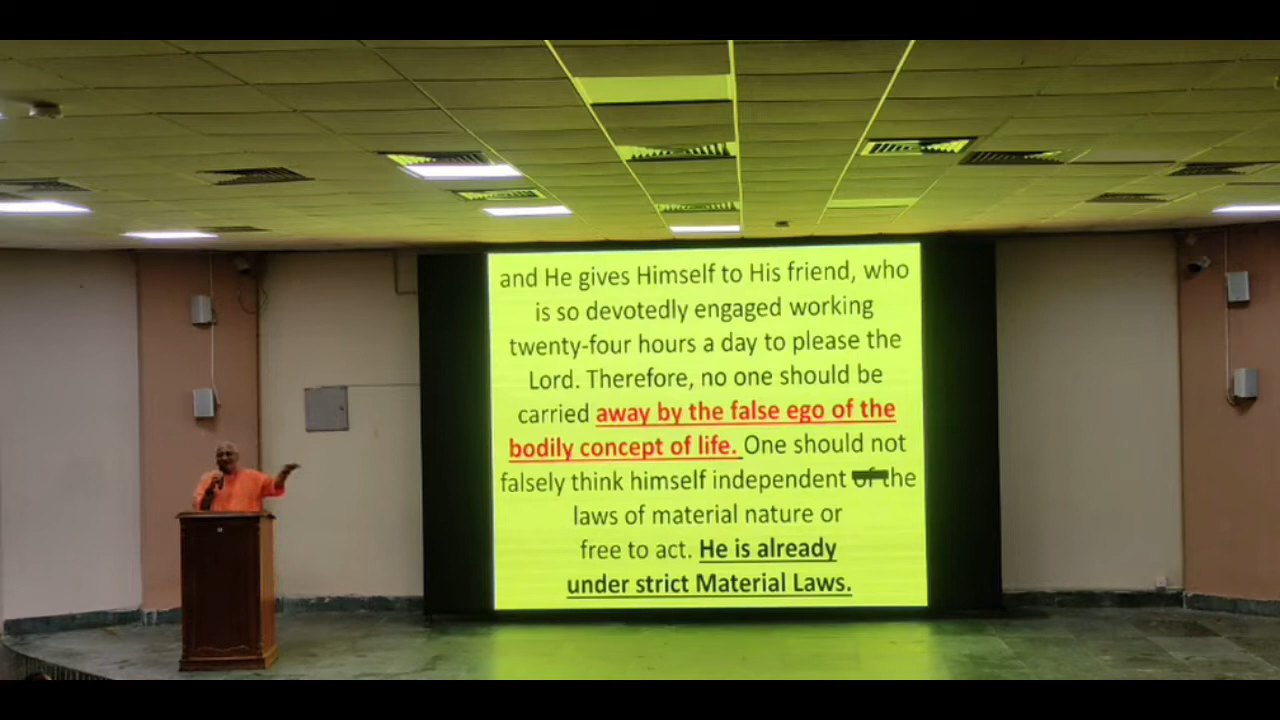 and He gives Himself to His friend, who
is so devotedly engaged working
twenty-four hours a day to please the
Lord. Therefore, no one should be
carried away by the false ego of the
bodily concept of life. One should not
falsely think himself independent of the
laws of material nature or
free to act. He is already
under strict Material Laws.